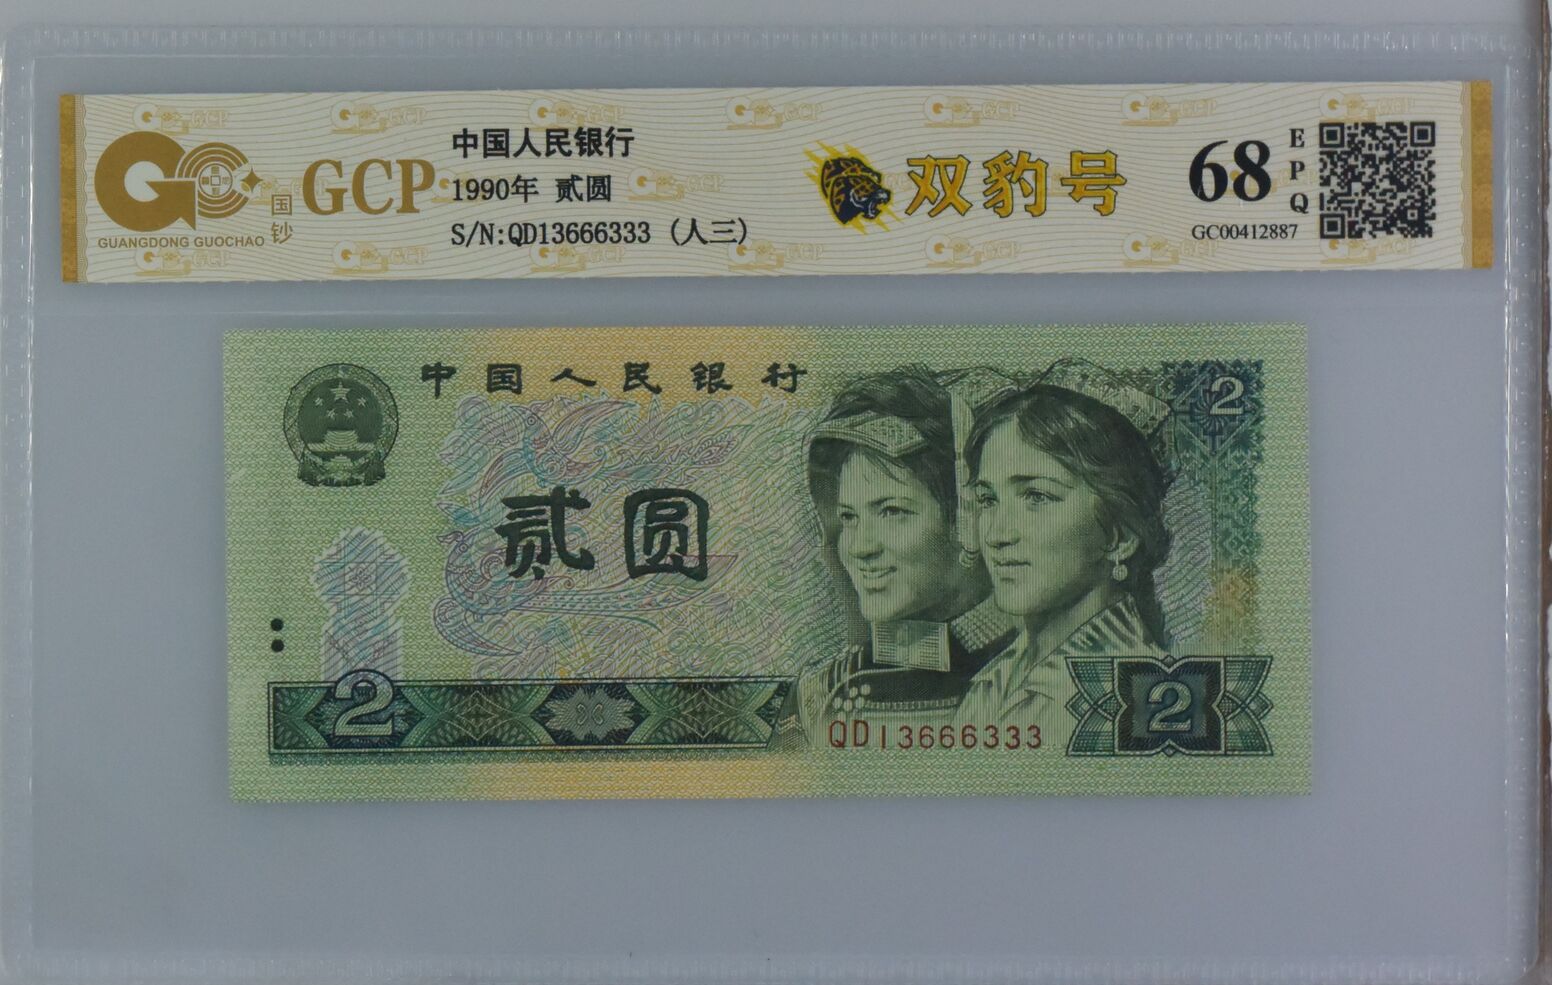 GUANGDONG GUOCHAO
国钞
GCP
中国人民银行
1990年 贰圆
S/N:QD13666333 (人三)
双豹号
68
EPQ
GC00412887
中国人民银行
2
贰圆
2
2
QD13666333